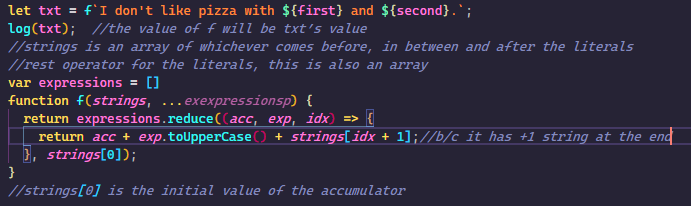 let txt = f`I don't like pizza with ${first} and ${second}.`;
log(txt);  //the value of f will be txt's value
//strings is an array of whichever comes before, in between and after the literals
//rest operator for the literals, this is also an array
var expressions = []
function f(strings, ...exexpressionsp) {
  return expressions.reduce((acc, exp, idx) => {
    return acc + exp.toUpperCase() + strings[idx + 1];//b/c it has +1 string at the end
  }, strings[0]);
}
//strings[0] is the initial value of the accumulator